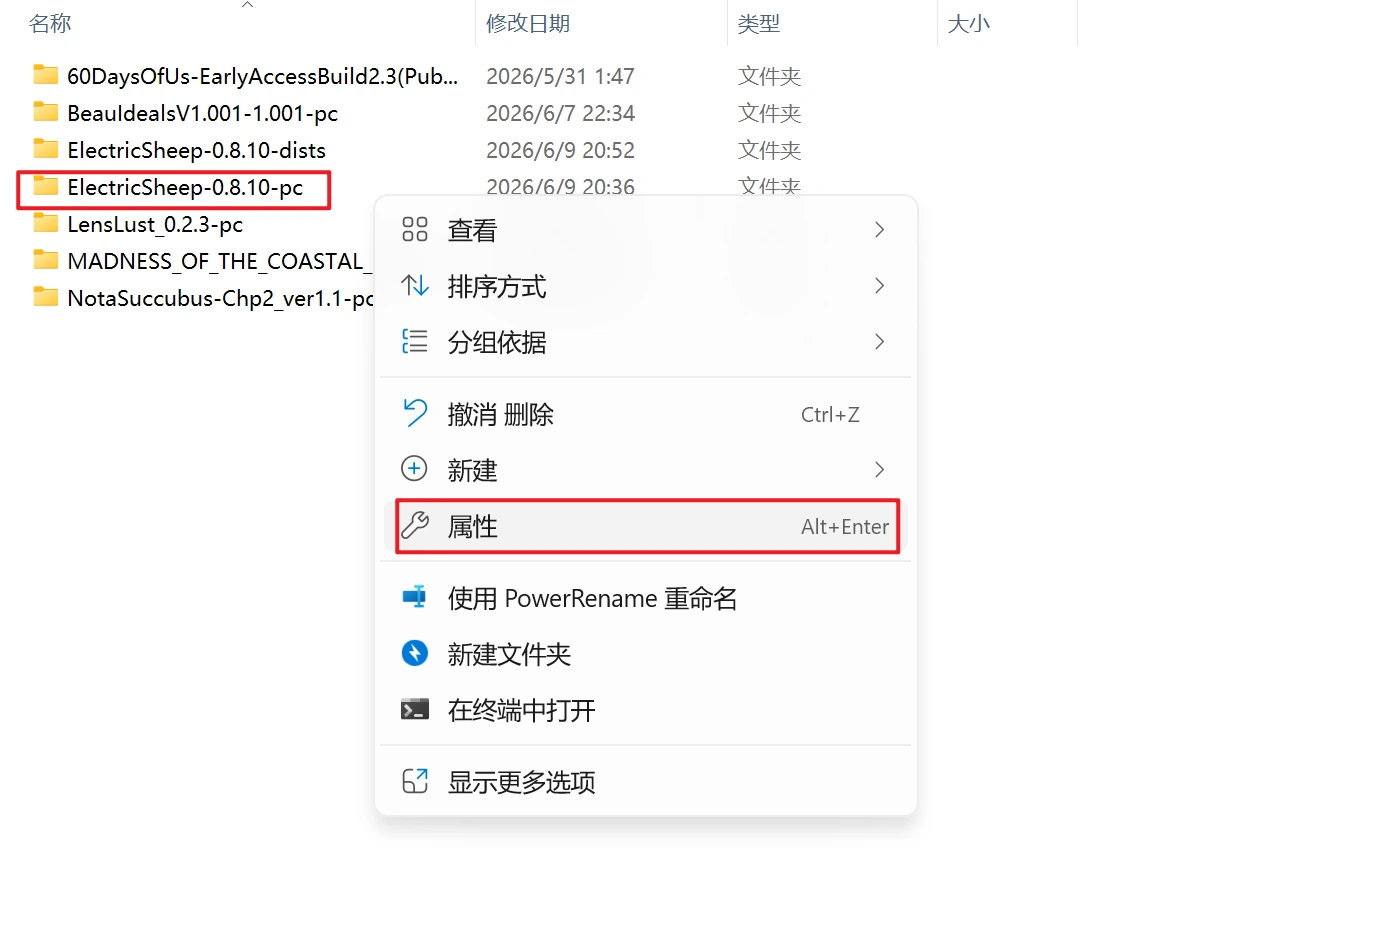 名称 修改日期 类型 大小
60DaysOfUs-EarlyAccessBuild2.3(Pub... 2026/5/31 1:47 文件夹
BeauIdealsV1.001-1.001-pc 2026/6/7 22:34 文件夹
ElectricSheep-0.8.10-dists 2026/6/9 20:52 文件夹
ElectricSheep-0.8.10-pc 2026/6/9 20:36 文件夹
LensLust_0.2.3-pc
MADNESS_OF_THE_COASTAL_
NotaSuccubus-Chp2_ver1.1-pc
查看
排序方式
分组依据
撤消 删除 Ctrl+Z
新建
属性 Alt+Enter
使用 PowerRename 重命名
新建文件夹
在终端中打开
显示更多选项